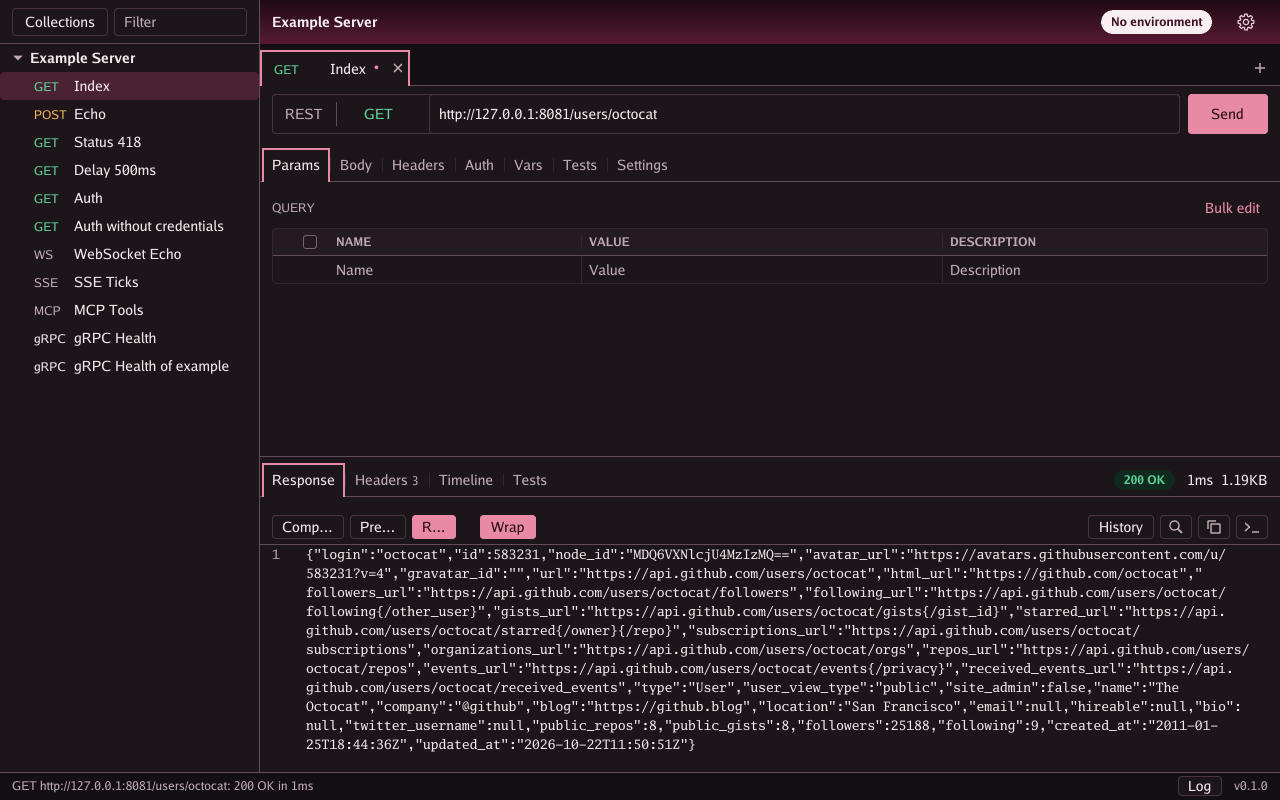 Collections
Filter
Example Server
No environment
Example Server
GET Index
POST Echo
GET Status 418
GET Delay 500ms
GET Auth
GET Auth without credentials
WS WebSocket Echo
SSE SSE Ticks
MCP MCP Tools
gRPC gRPC Health
gRPC gRPC Health of example
GET Index
REST GET http://127.0.0.1:8081/users/octocat Send
Params Body Headers Auth Vars Tests Settings
QUERY Bulk edit
NAME VALUE DESCRIPTION
Name Value Description
Response Headers 3 Timeline Tests 200 OK 1ms 1.19KB
Comp... Pre... R... Wrap History
1 {"login":"octocat","id":583231,"node_id":"MDQ6VXNlcjU4MzIzMQ==","avatar_url":"https://avatars.githubusercontent.com/u/
583231?v=4","gravatar_id":"","url":"https://api.github.com/users/octocat","html_url":"https://github.com/octocat","
followers_url":"https://api.github.com/users/octocat/followers","following_url":"https://api.github.com/users/octocat/
following{/other_user}","gists_url":"https://api.github.com/users/octocat/gists{/gist_id}","starred_url":"https://api.
github.com/users/octocat/starred{/owner}{/repo}","subscriptions_url":"https://api.github.com/users/octocat/
subscriptions","organizations_url":"https://api.github.com/users/octocat/orgs","repos_url":"https://api.github.com/users/
octocat/repos","events_url":"https://api.github.com/users/octocat/events{/privacy}","received_events_url":"https://api.
github.com/users/octocat/received_events","type":"User","user_view_type":"public","site_admin":false,"name":"The
Octocat","company":"@github","blog":"https://github.blog","location":"San Francisco","email":null,"hireable":null,"bio":
null,"twitter_username":null,"public_repos":8,"public_gists":8,"followers":25188,"following":9,"created_at":"2011-01-
25T18:44:36Z","updated_at":"2026-10-22T11:50:51Z"}
GET http://127.0.0.1:8081/users/octocat: 200 OK in 1ms
Log v0.1.0